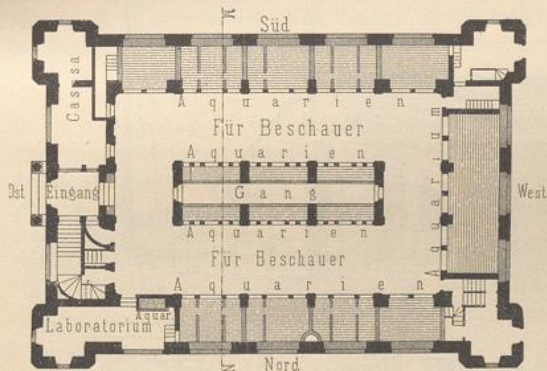 M
Süd
Cassa
Aquarien
Für Beschauer
Aquarien
Ost
Eingang
Gang
Aquarium
West
Aquarien
Für Beschauer
Aquarien
Aquar
Laboratorium
Nord
N